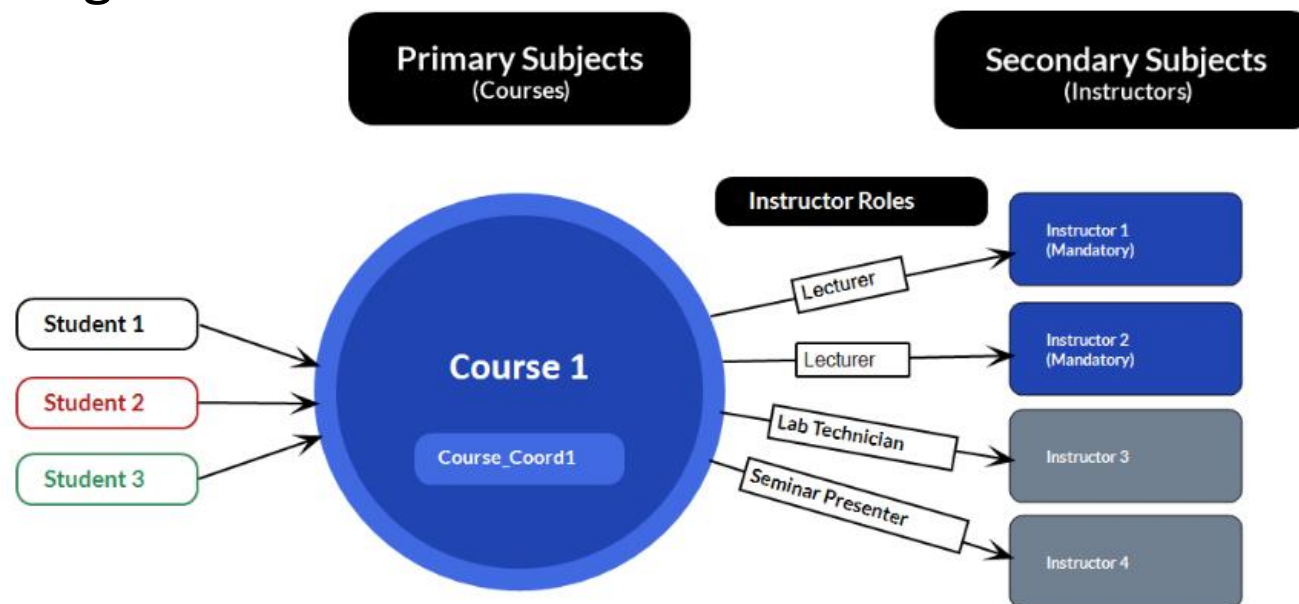 Primary Subjects
(Courses)
Secondary Subjects
(Instructors)
Instructor Roles
Student 1
Student 2
Student 3
Course 1
Course_Coord1
Lecturer
Lecturer
Lab Technician
Seminar Presenter
Instructor 1
(Mandatory)
Instructor 2
(Mandatory)
Instructor 3
Instructor 4